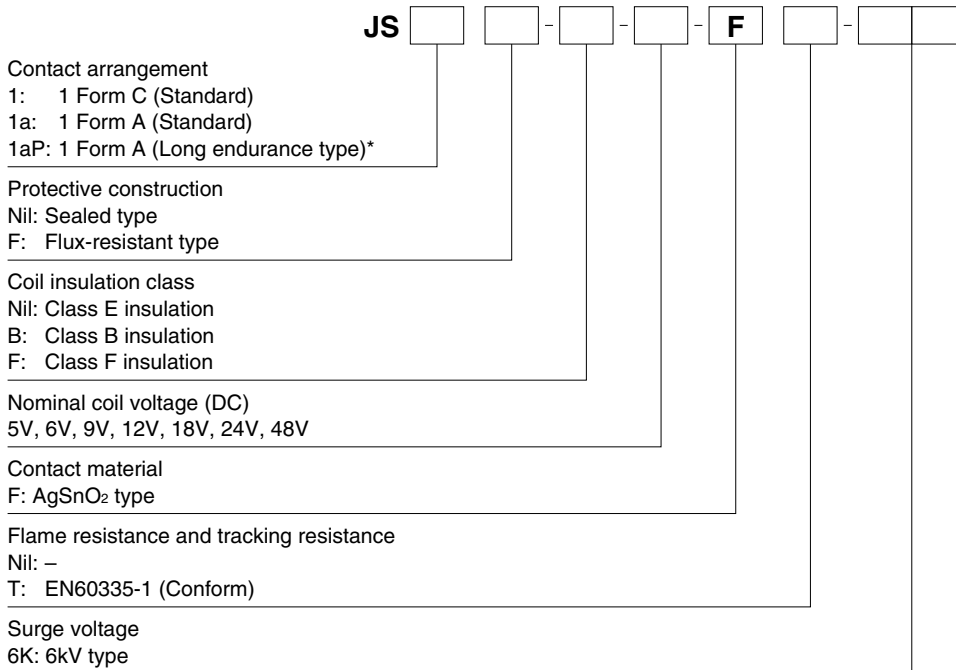 JS - - - F -
Contact arrangement
1: 1 Form C (Standard)
1a: 1 Form A (Standard)
1aP: 1 Form A (Long endurance type)*
Protective construction
Nil: Sealed type
F: Flux-resistant type
Coil insulation class
Nil: Class E insulation
B: Class B insulation
F: Class F insulation
Nominal coil voltage (DC)
5V, 6V, 9V, 12V, 18V, 24V, 48V
Contact material
F: AgSnO₂ type
Flame resistance and tracking resistance
Nil: –
T: EN60335-1 (Conform)
Surge voltage
6K: 6kV type